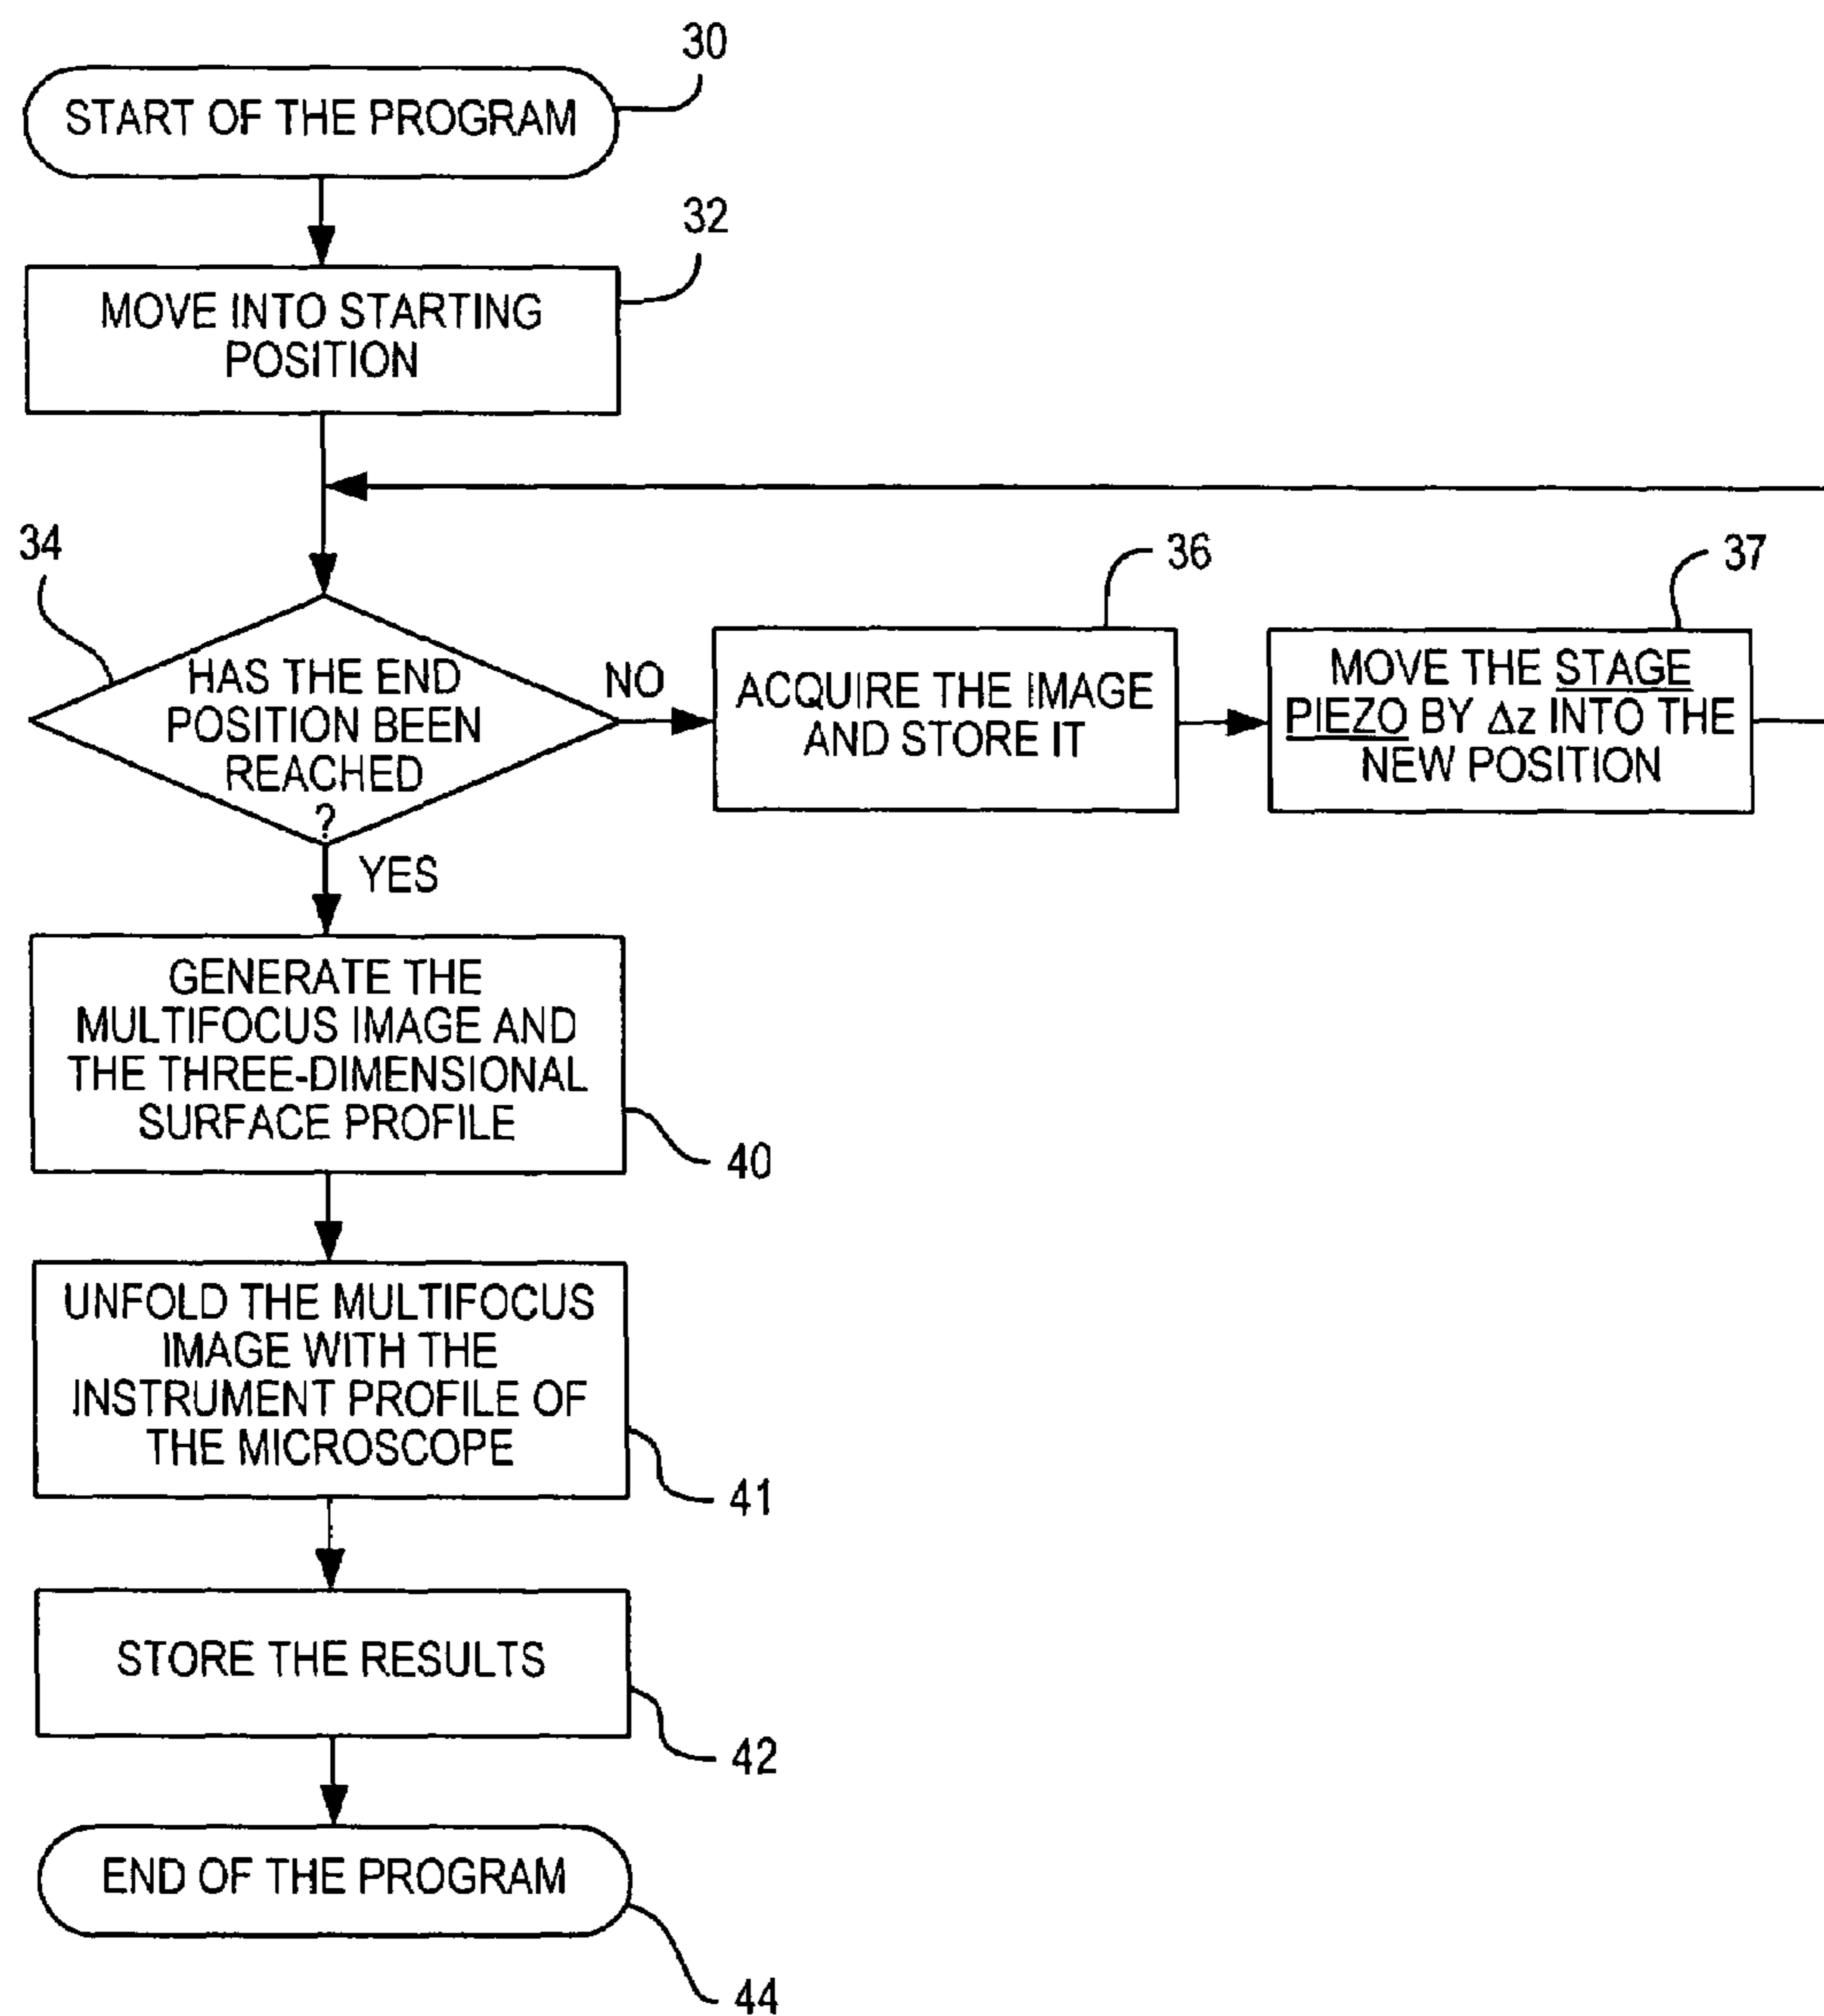 30
START OF THE PROGRAM
32
MOVE INTO STARTING
POSITION
34
HAS THE END
POSITION BEEN
REACHED
?
NO
36
ACQUIRE THE IMAGE
AND STORE IT
37
MOVE THE STAGE
PIEZO BY Δz INTO THE
NEW POSITION
YES
GENERATE THE
MULTIFOCUS IMAGE AND
THE THREE-DIMENSIONAL
SURFACE PROFILE
40
UNFOLD THE MULTIFOCUS
IMAGE WITH THE
INSTRUMENT PROFILE OF
THE MICROSCOPE
41
STORE THE RESULTS
42
END OF THE PROGRAM
44